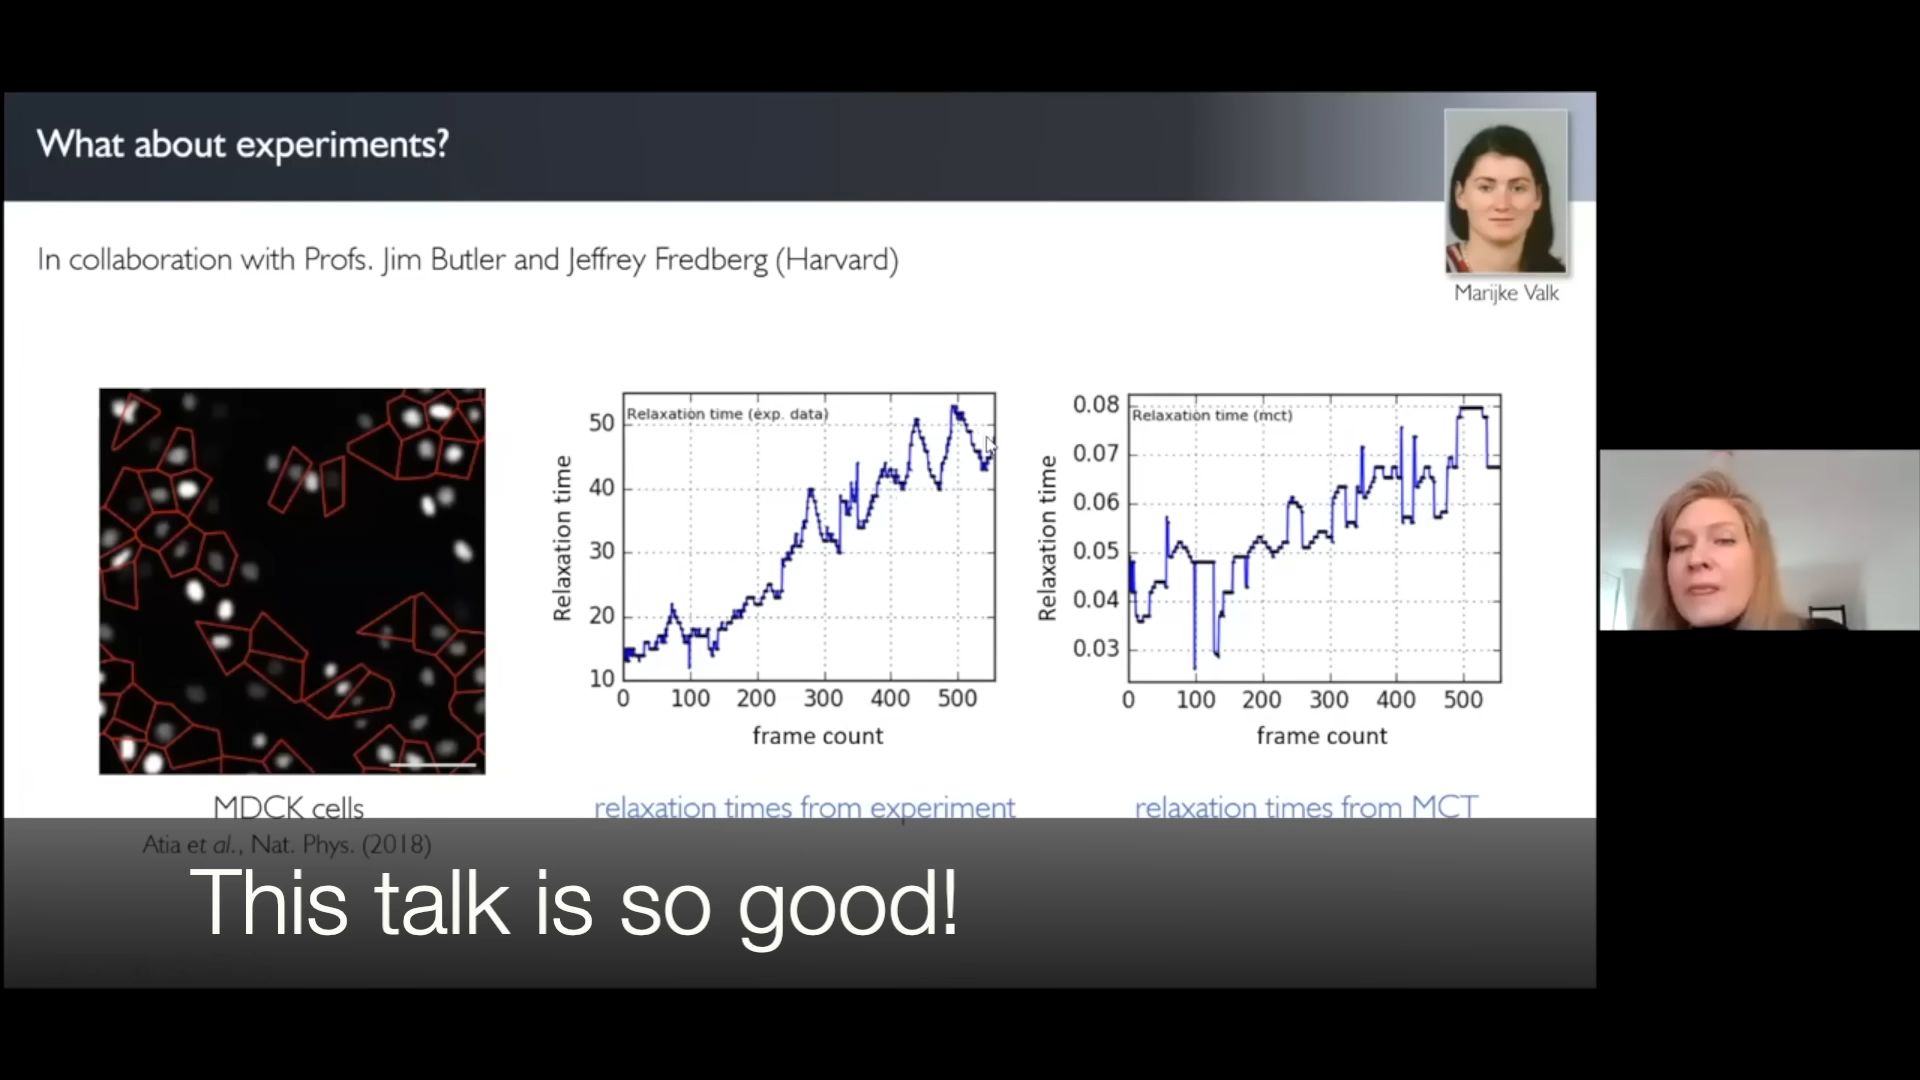 What about experiments?
In collaboration with Profs. Jim Butler and Jeffrey Fredberg (Harvard)
Marijke Valk
Relaxation time (exp. data)
Relaxation time
50
40
30
20
10
0 100 200 300 400 500
frame count
Relaxation time (mct)
Relaxation time
0.08
0.07
0.06
0.05
0.04
0.03
0 100 200 300 400 500
frame count
MDCK cells
Atia et al., Nat. Phys. (2018)
relaxation times from experiment
relaxation times from MCT
This talk is so good!